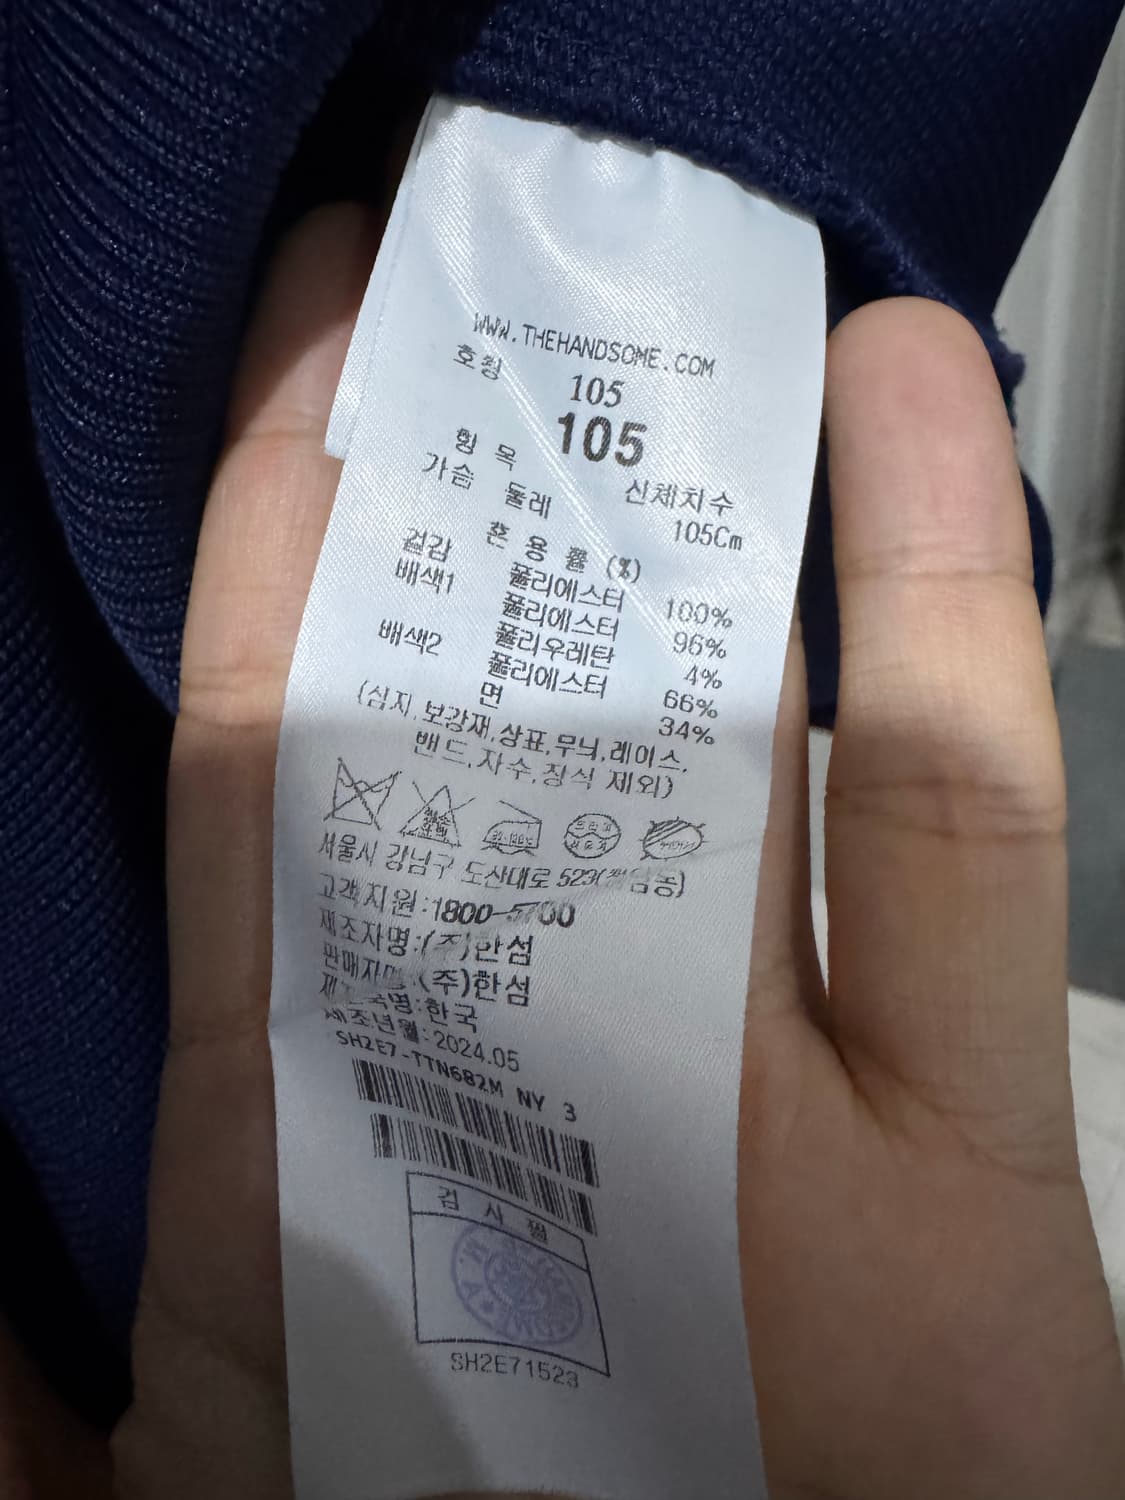 WWW.THEHANDSOME.COM
호칭 105
105
항 목 신체치수
가슴 둘레 105Cm
혼 용 률 (%)
겉감 폴리에스터 100%
배색1 폴리에스터 96%
폴리우레탄 4%
배색2 폴리에스터 66%
면 34%
(심지,보강재,상표,무늬,레이스,
밴드,자수,장식 제외)
서울시 강남구 도산대로 523(청담동)
고객지원:1800-5700
제조자명:(주)한섬
판매자명:(주)한섬
제조국명:한국
제조년월:2024.05
SH2E7-TTN682M NY 3
검 사 필
SH2E71523